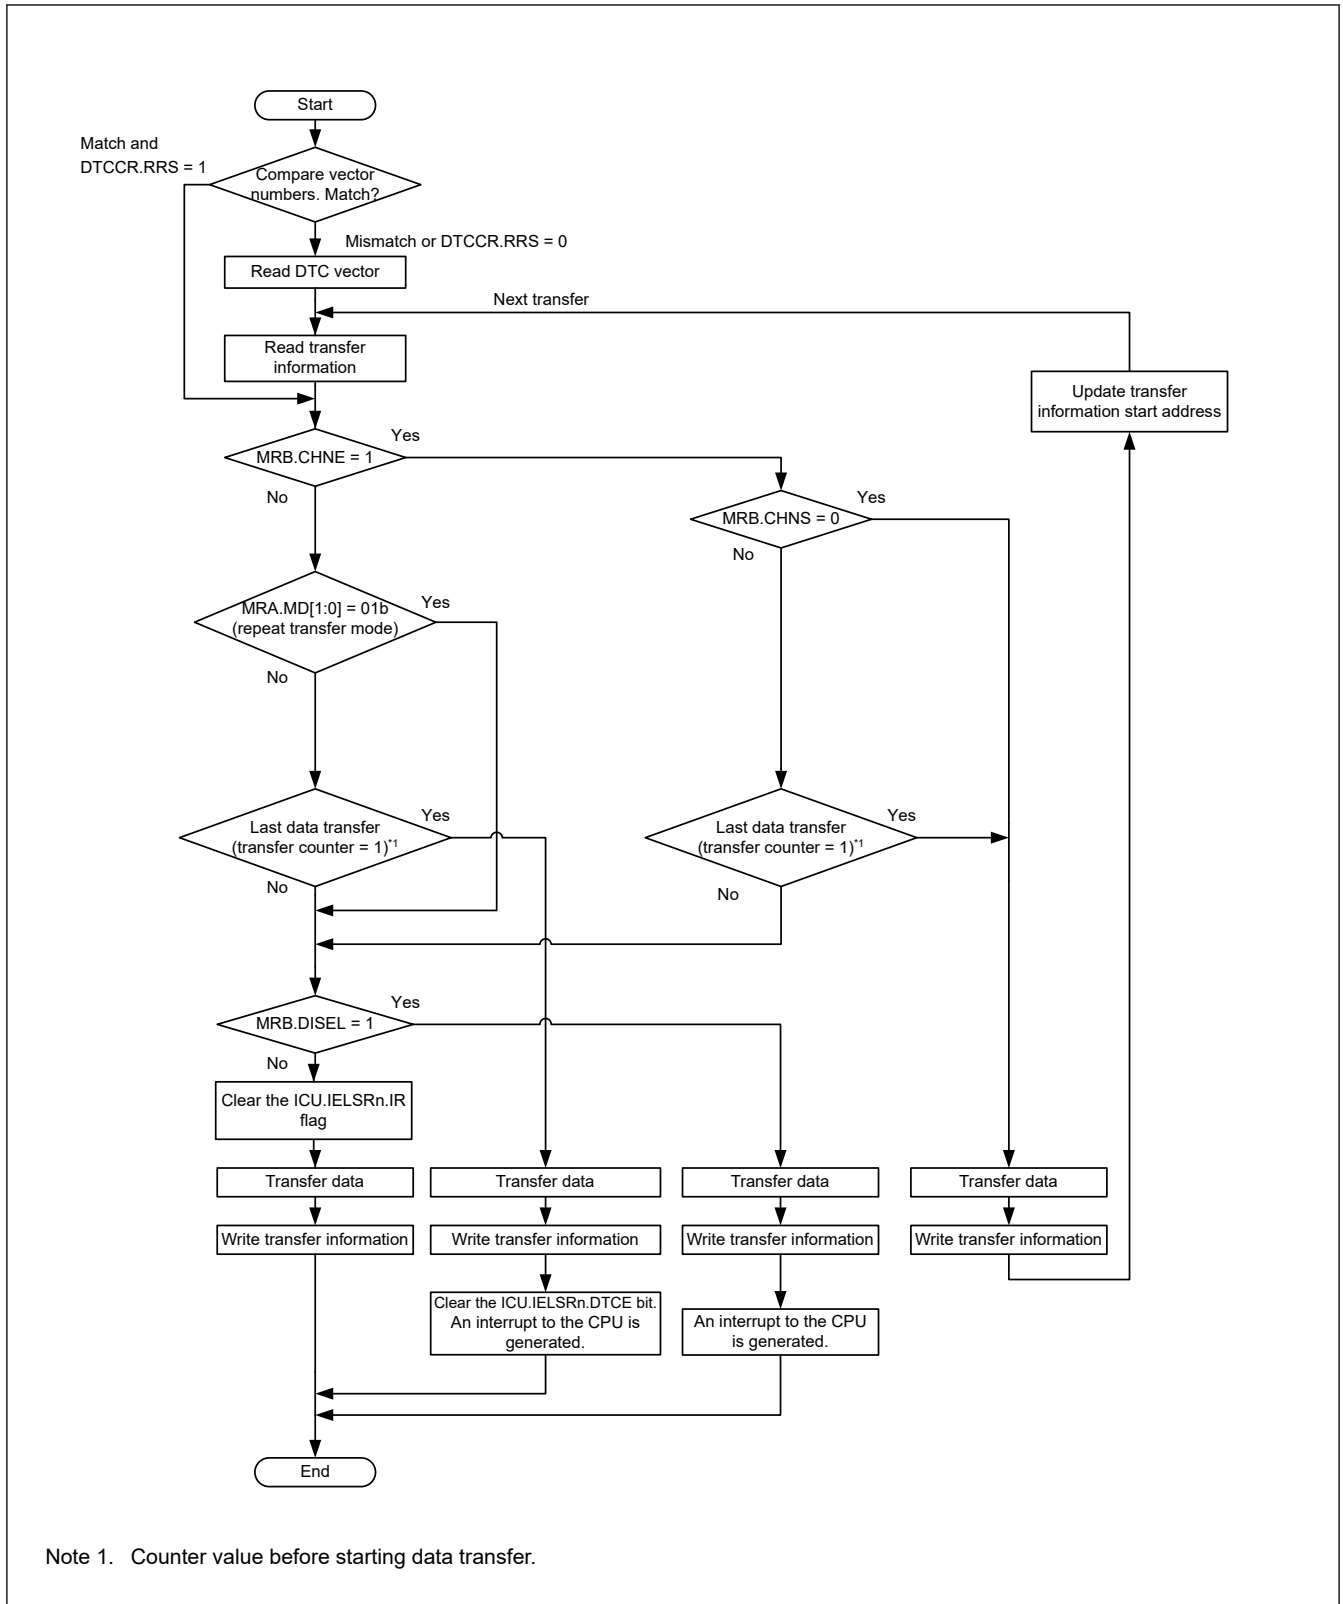 Start
Match and
DTCCR.RRS = 1
Compare vector
numbers. Match?
Mismatch or DTCCR.RRS = 0
Read DTC vector
Next transfer
Read transfer
information
Update transfer
information start address
Yes
MRB.CHNE = 1
No
Yes
MRB.CHNS = 0
No
MRA.MD[1:0] = 01b
(repeat transfer mode)
Yes
No
Last data transfer
(transfer counter = 1)*1
Yes
No
Last data transfer
(transfer counter = 1)*1
Yes
No
MRB.DISEL = 1
Yes
No
Clear the ICU.IELSRn.IR
flag
Transfer data
Transfer data
Transfer data
Transfer data
Write transfer information
Write transfer information
Write transfer information
Write transfer information
Clear the ICU.IELSRn.DTCE bit.
An interrupt to the CPU is
generated.
An interrupt to the CPU
is generated.
End
Note 1. Counter value before starting data transfer.